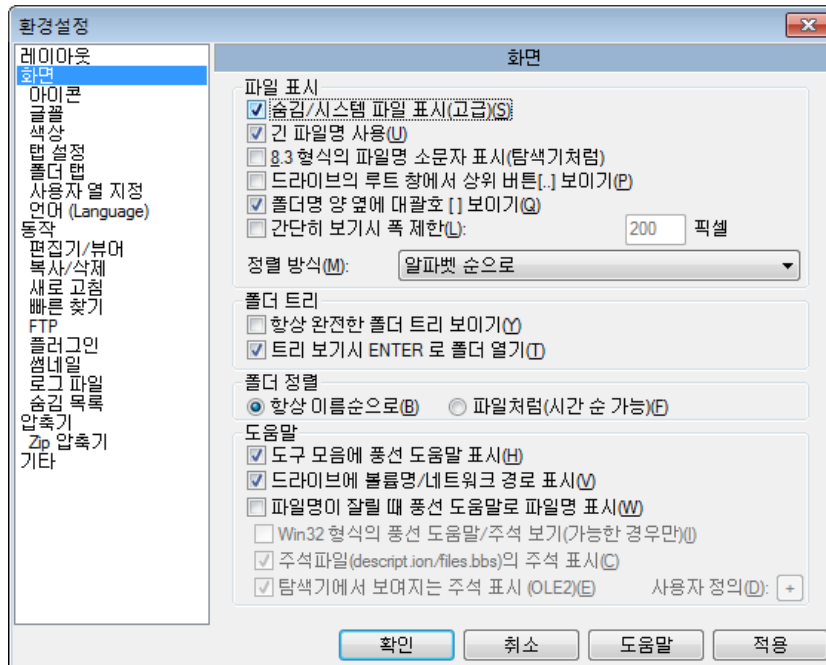 환경설정
레이아웃
화면
아이콘
글꼴
색상
탭 설정
폴더 탭
사용자 열 지정
언어 (Language)
동작
편집기/뷰어
복사/삭제
새로 고침
빠른 찾기
FTP
플러그인
썸네일
로그 파일
숨김 목록
압축기
Zip 압축기
기타
화면
파일 표시
숨김/시스템 파일 표시(고급)(S)
긴 파일명 사용(U)
8.3 형식의 파일명 소문자 표시(탐색기처럼)
드라이브의 루트 창에서 상위 버튼[..] 보이기(P)
폴더명 양 옆에 대괄호 [ ] 보이기(Q)
간단히 보기시 폭 제한(L): 200 픽셀
정렬 방식(M): 알파벳 순으로
폴더 트리
항상 완전한 폴더 트리 보이기(Y)
트리 보기시 ENTER 로 폴더 열기(T)
폴더 정렬
항상 이름순으로(B) 파일처럼(시간 순 가능)(F)
도움말
도구 모음에 풍선 도움말 표시(H)
드라이브에 볼륨명/네트워크 경로 표시(V)
파일명이 잘릴 때 풍선 도움말로 파일명 표시(W)
Win32 형식의 풍선 도움말/주석 보기(가능한 경우만)(I)
주석파일(descript.ion/files.bbs)의 주석 표시(C)
탐색기에서 보여지는 주석 표시 (OLE2)(E) 사용자 정의(D): +
확인 취소 도움말 적용